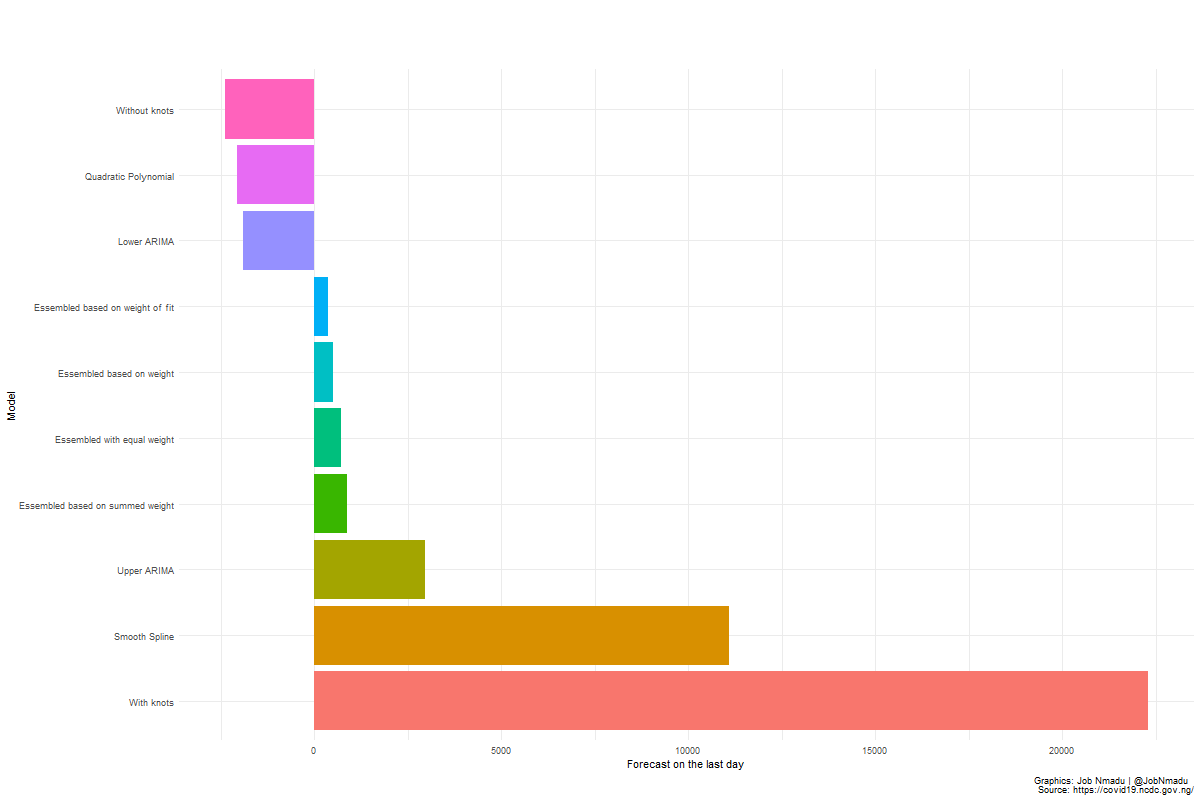 Without knots
Quadratic Polynomial
Lower ARIMA
Essembled based on weight of fit
Essembled based on weight
Essembled with equal weight
Essembled based on summed weight
Upper ARIMA
Smooth Spline
With knots
Model
0 5000 10000 15000 20000
Forecast on the last day
Graphics: Job Nmadu | @JobNmadu
Source: https://covid19.ncdc.gov.ng/